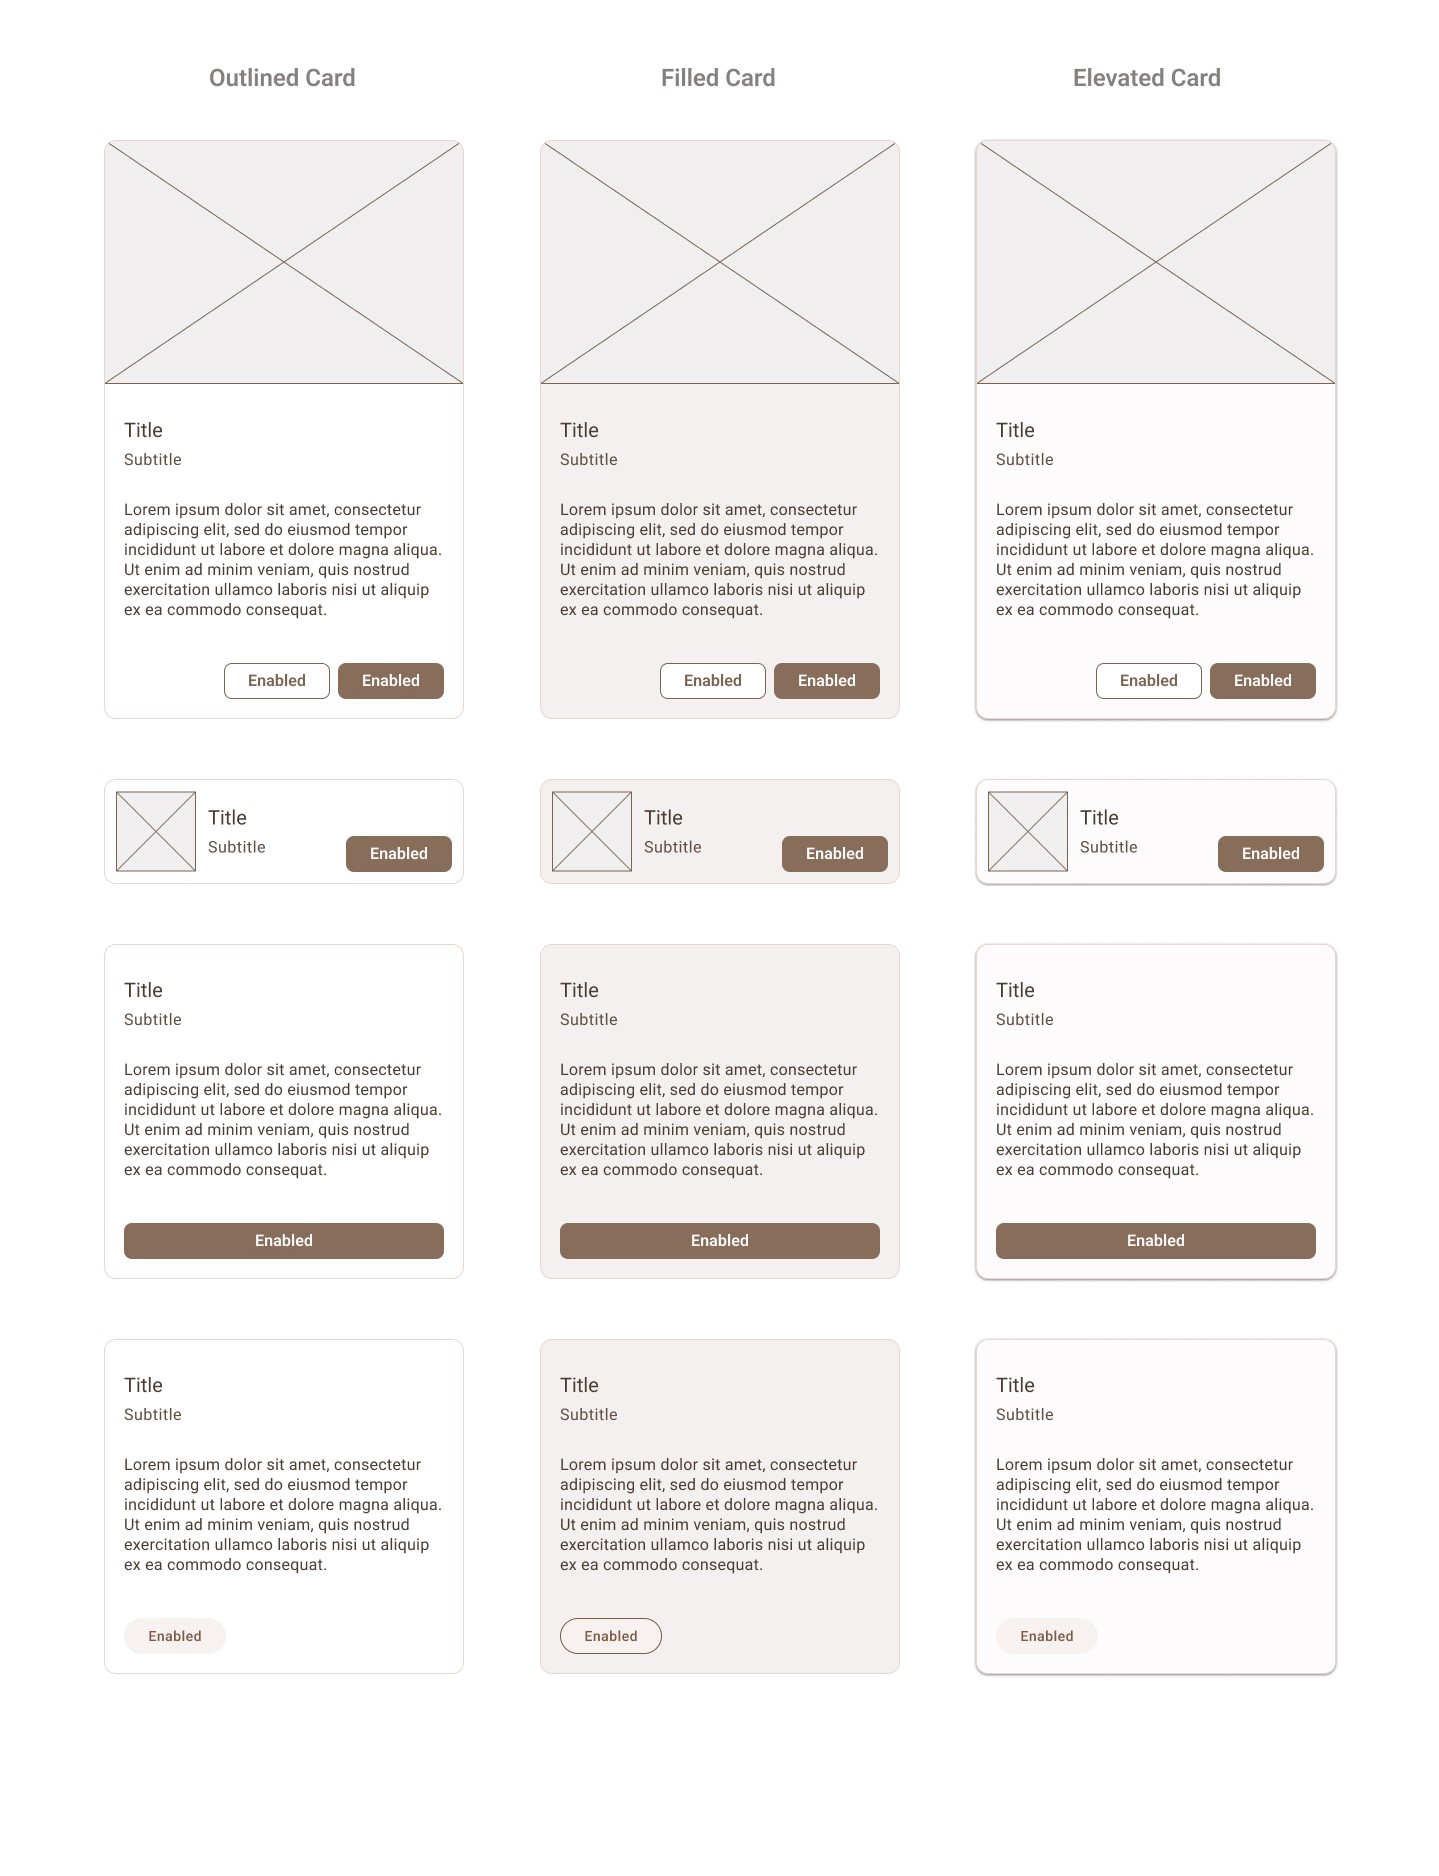 Outlined Card
Filled Card
Elevated Card
Title
Subtitle
Lorem ipsum dolor sit amet, consectetur
adipiscing elit, sed do eiusmod tempor
incididunt ut labore et dolore magna aliqua.
Ut enim ad minim veniam, quis nostrud
exercitation ullamco laboris nisi ut aliquip
ex ea commodo consequat.
Enabled
Enabled
Title
Subtitle
Lorem ipsum dolor sit amet, consectetur
adipiscing elit, sed do eiusmod tempor
incididunt ut labore et dolore magna aliqua.
Ut enim ad minim veniam, quis nostrud
exercitation ullamco laboris nisi ut aliquip
ex ea commodo consequat.
Enabled
Enabled
Title
Subtitle
Lorem ipsum dolor sit amet, consectetur
adipiscing elit, sed do eiusmod tempor
incididunt ut labore et dolore magna aliqua.
Ut enim ad minim veniam, quis nostrud
exercitation ullamco laboris nisi ut aliquip
ex ea commodo consequat.
Enabled
Enabled
Title
Subtitle
Enabled
Title
Subtitle
Enabled
Title
Subtitle
Enabled
Title
Subtitle
Lorem ipsum dolor sit amet, consectetur
adipiscing elit, sed do eiusmod tempor
incididunt ut labore et dolore magna aliqua.
Ut enim ad minim veniam, quis nostrud
exercitation ullamco laboris nisi ut aliquip
ex ea commodo consequat.
Enabled
Title
Subtitle
Lorem ipsum dolor sit amet, consectetur
adipiscing elit, sed do eiusmod tempor
incididunt ut labore et dolore magna aliqua.
Ut enim ad minim veniam, quis nostrud
exercitation ullamco laboris nisi ut aliquip
ex ea commodo consequat.
Enabled
Title
Subtitle
Lorem ipsum dolor sit amet, consectetur
adipiscing elit, sed do eiusmod tempor
incididunt ut labore et dolore magna aliqua.
Ut enim ad minim veniam, quis nostrud
exercitation ullamco laboris nisi ut aliquip
ex ea commodo consequat.
Enabled
Title
Subtitle
Lorem ipsum dolor sit amet, consectetur
adipiscing elit, sed do eiusmod tempor
incididunt ut labore et dolore magna aliqua.
Ut enim ad minim veniam, quis nostrud
exercitation ullamco laboris nisi ut aliquip
ex ea commodo consequat.
Enabled
Title
Subtitle
Lorem ipsum dolor sit amet, consectetur
adipiscing elit, sed do eiusmod tempor
incididunt ut labore et dolore magna aliqua.
Ut enim ad minim veniam, quis nostrud
exercitation ullamco laboris nisi ut aliquip
ex ea commodo consequat.
Enabled
Title
Subtitle
Lorem ipsum dolor sit amet, consectetur
adipiscing elit, sed do eiusmod tempor
incididunt ut labore et dolore magna aliqua.
Ut enim ad minim veniam, quis nostrud
exercitation ullamco laboris nisi ut aliquip
ex ea commodo consequat.
Enabled